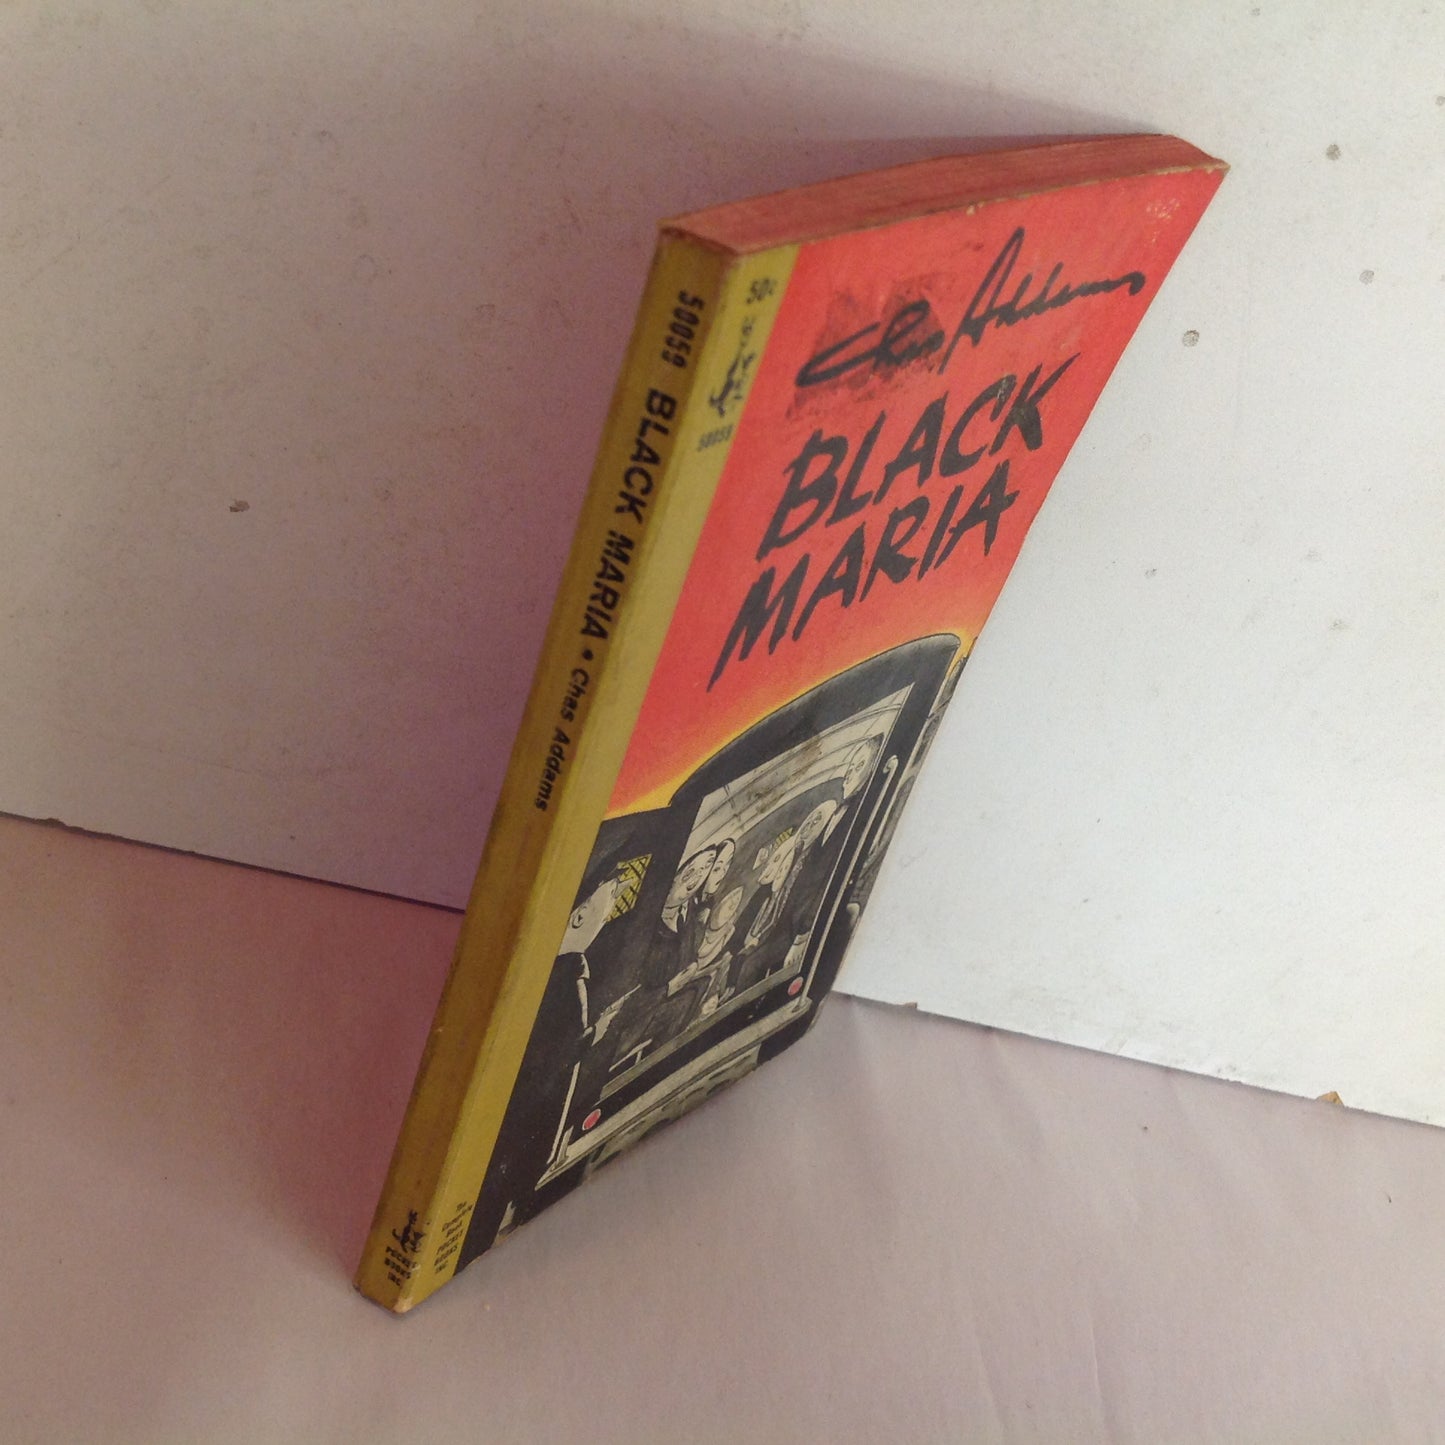 50059 BLACK MARIA • Chas Addams
POCKET
BOOKS
INC
50¢
50059
Chas Addams
BLACK
MARIA
The
Complete
Book
POCKET
BOOKS
INC